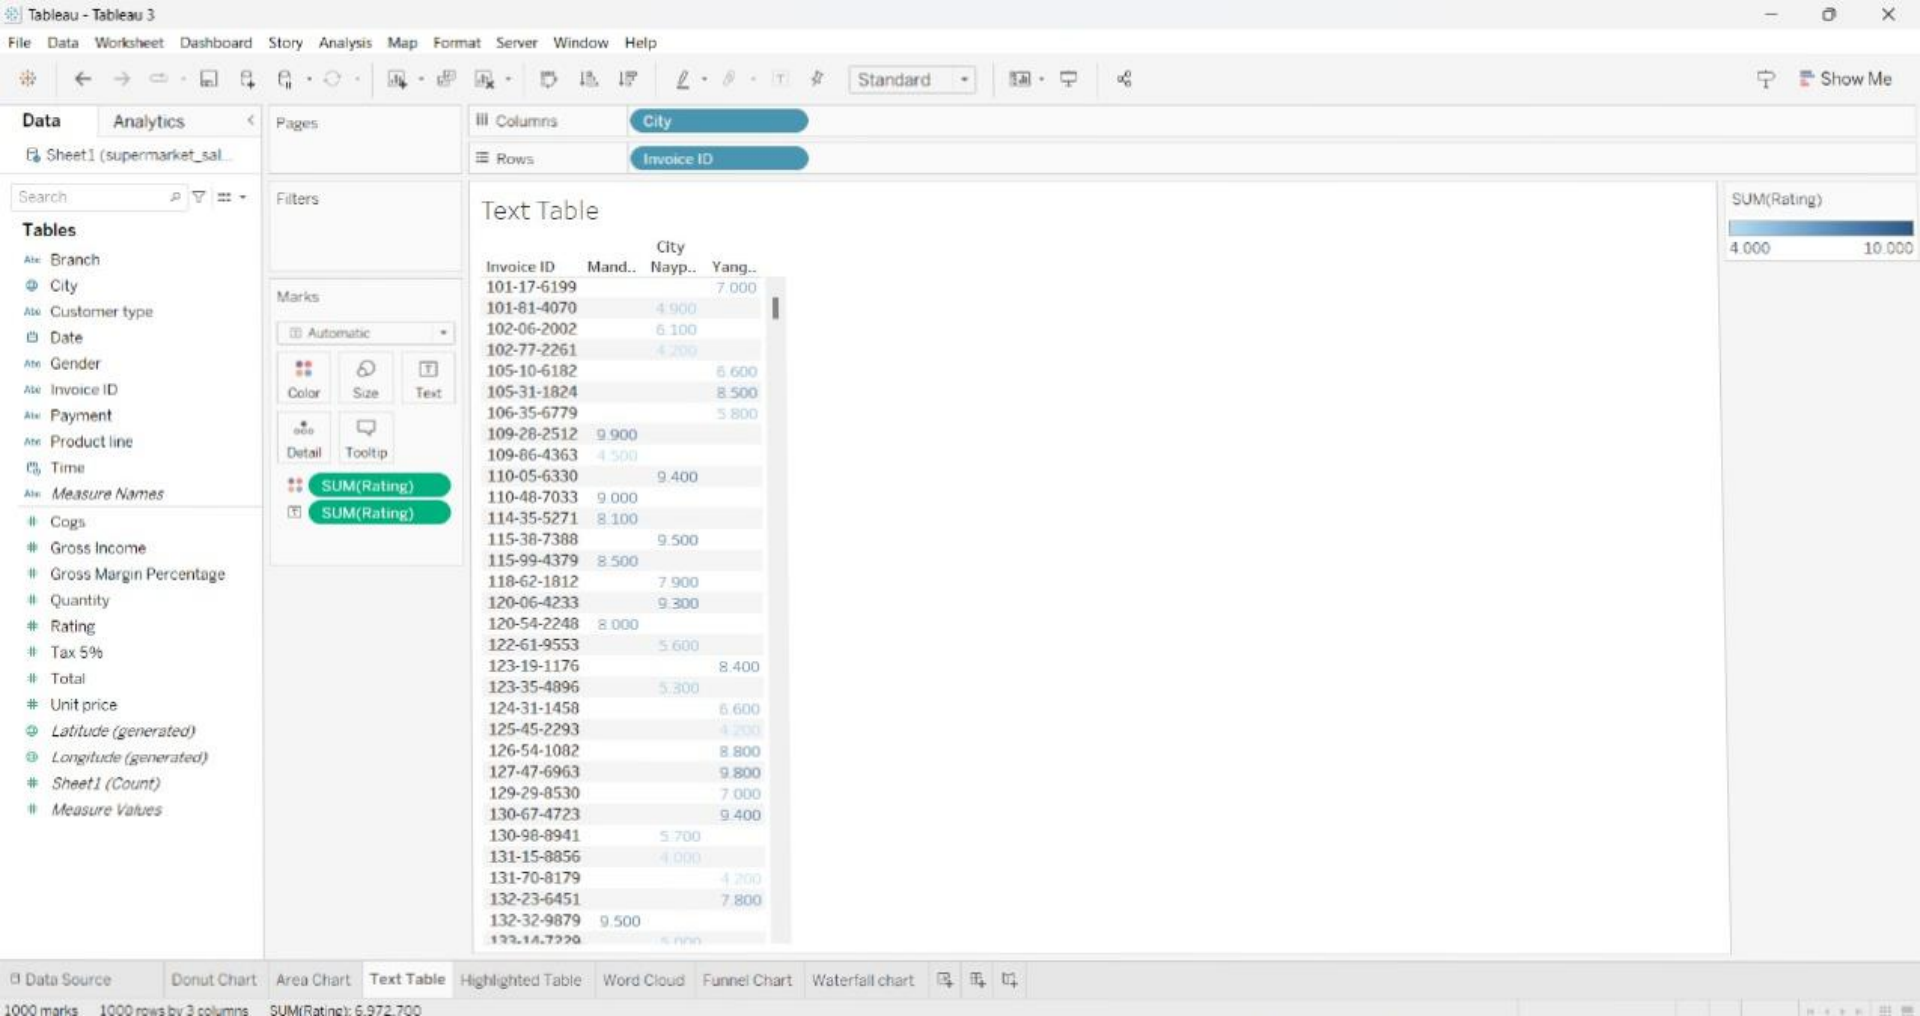 Tableau - Tableau 3
File Data Worksheet Dashboard Story Analysis Map Format Server Window Help
Standard
Show Me
Data Analytics
Sheet1 (supermarket_sal...
Search
Tables
Abc Branch
City
Abc Customer type
Date
Abc Gender
Abc Invoice ID
Abc Payment
Abc Product line
Time
Abc Measure Names
# Cogs
# Gross Income
# Gross Margin Percentage
# Quantity
# Rating
# Tax 5%
# Total
# Unit price
Latitude (generated)
Longitude (generated)
# Sheet1 (Count)
# Measure Values
Pages
Filters
Marks
Automatic
Color Size Text
Detail Tooltip
SUM(Rating)
SUM(Rating)
Columns City
Rows Invoice ID
Text Table
City
Invoice ID Mand.. Nayp.. Yang..
101-17-6199 7.000
101-81-4070 4.900
102-06-2002 6.100
102-77-2261 4.200
105-10-6182 6.600
105-31-1824 8.500
106-35-6779 5.800
109-28-2512 9.900
109-86-4363 4.500
110-05-6330 9.400
110-48-7033 9.000
114-35-5271 8.100
115-38-7388 9.500
115-99-4379 8.500
118-62-1812 7.900
120-06-4233 9.300
120-54-2248 8.000
122-61-9553 5.600
123-19-1176 8.400
123-35-4896 5.300
124-31-1458 6.600
125-45-2293 4.200
126-54-1082 8.800
127-47-6963 9.800
129-29-8530 7.000
130-67-4723 9.400
130-98-8941 5.700
131-15-8856 4.000
131-70-8179 4.200
132-23-6451 7.800
132-32-9879 9.500
133-14-7229 5.000
SUM(Rating)
4.000 10.000
Data Source Donut Chart Area Chart Text Table Highlighted Table Word Cloud Funnel Chart Waterfall chart
1000 marks 1000 rows by 3 columns SUM(Rating): 6,972.700